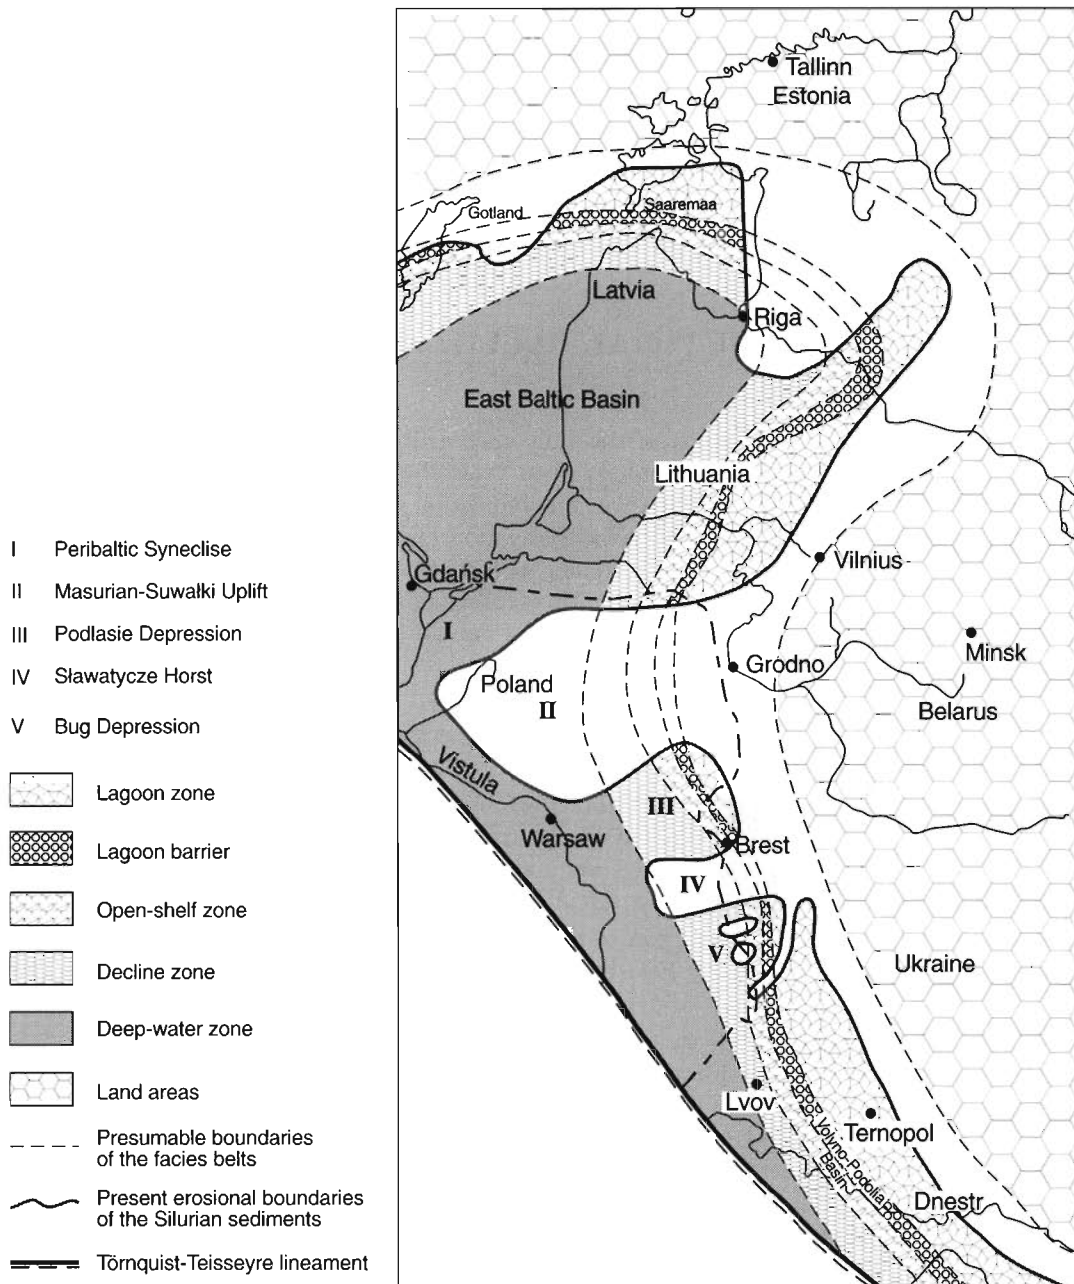 I Peribaltic Syneclise
II Masurian-Suwałki Uplift
III Podlasie Depression
IV Sławatycze Horst
V Bug Depression
Lagoon zone
Lagoon barrier
Open-shelf zone
Decline zone
Deep-water zone
Land areas
Presumable boundaries
of the facies belts
Present erosional boundaries
of the Silurian sediments
Törnquist-Teisseyre lineament
Tallinn
Estonia
Gotland
Saaremaa
Latvia
Riga
East Baltic Basin
Lithuania
Vilnius
Gdańsk
I
Grodno
Minsk
Poland
II
Belarus
Vistula
III
Warsaw
Brest
IV
V
Ukraine
Lvov
Ternopol
Volyno-Podolia
Basin
Dnestr